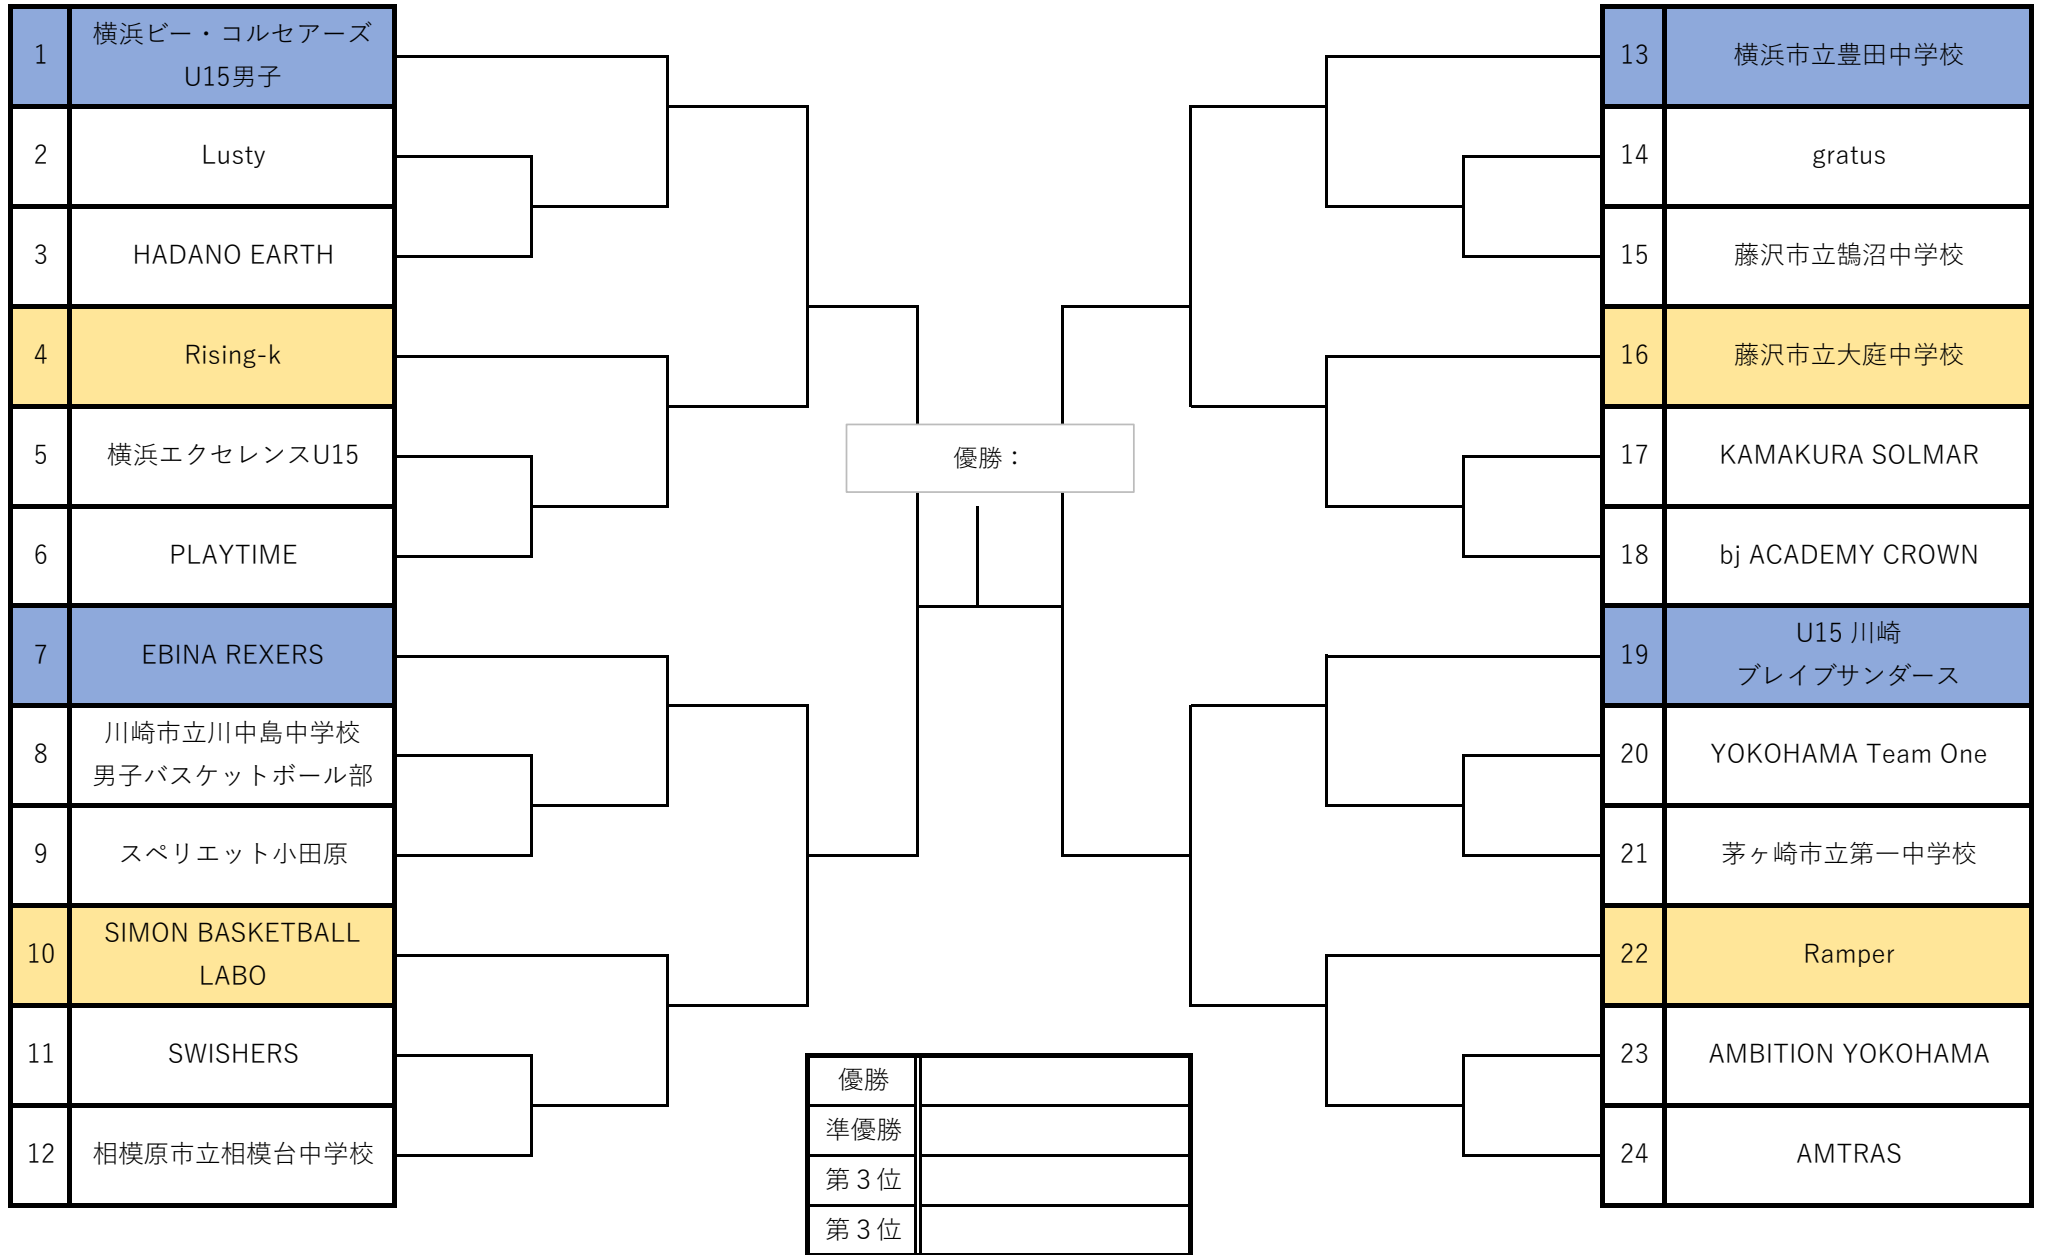 1
横浜ビー・コルセアーズ
U15男子
2
Lusty
3
HADANO EARTH
4
Rising-k
5
横浜エクセレンスU15
6
PLAYTIME
7
EBINA REXERS
8
川崎市立川中島中学校
男子バスケットボール部
9
スペリエット小田原
10
SIMON BASKETBALL
LABO
11
SWISHERS
12
相模原市立相模台中学校
優勝：
優勝
準優勝
第３位
第３位
13
横浜市立豊田中学校
14
gratus
15
藤沢市立鵠沼中学校
16
藤沢市立大庭中学校
17
KAMAKURA SOLMAR
18
bj ACADEMY CROWN
19
U15 川崎
ブレイブサンダース
20
YOKOHAMA Team One
21
茅ヶ崎市立第一中学校
22
Ramper
23
AMBITION YOKOHAMA
24
AMTRAS